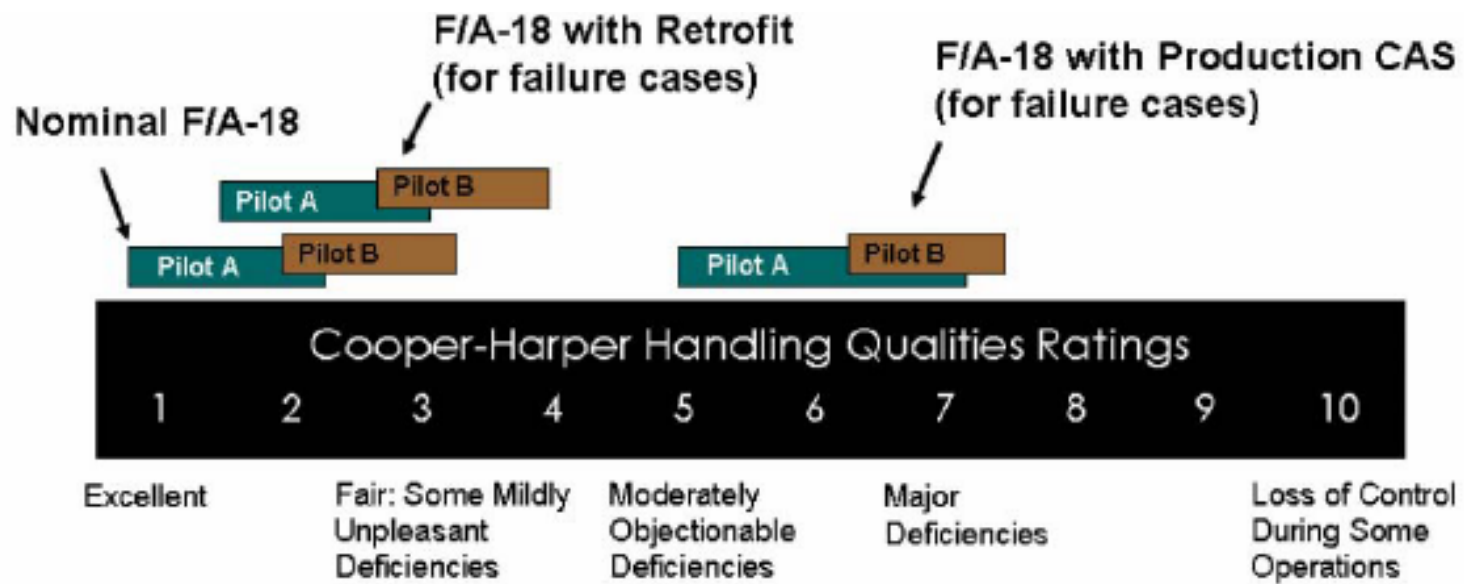 F/A-18 with Retrofit
(for failure cases)
F/A-18 with Production CAS
(for failure cases)
Nominal F/A-18
Pilot A
Pilot B
Pilot A
Pilot B
Pilot A
Pilot B
Cooper-Harper Handling Qualities Ratings
1 2 3 4 5 6 7 8 9 10
Excellent
Fair: Some Mildly
Unpleasant
Deficiencies
Moderately
Objectionable
Deficiencies
Major
Deficiencies
Loss of Control
During Some
Operations